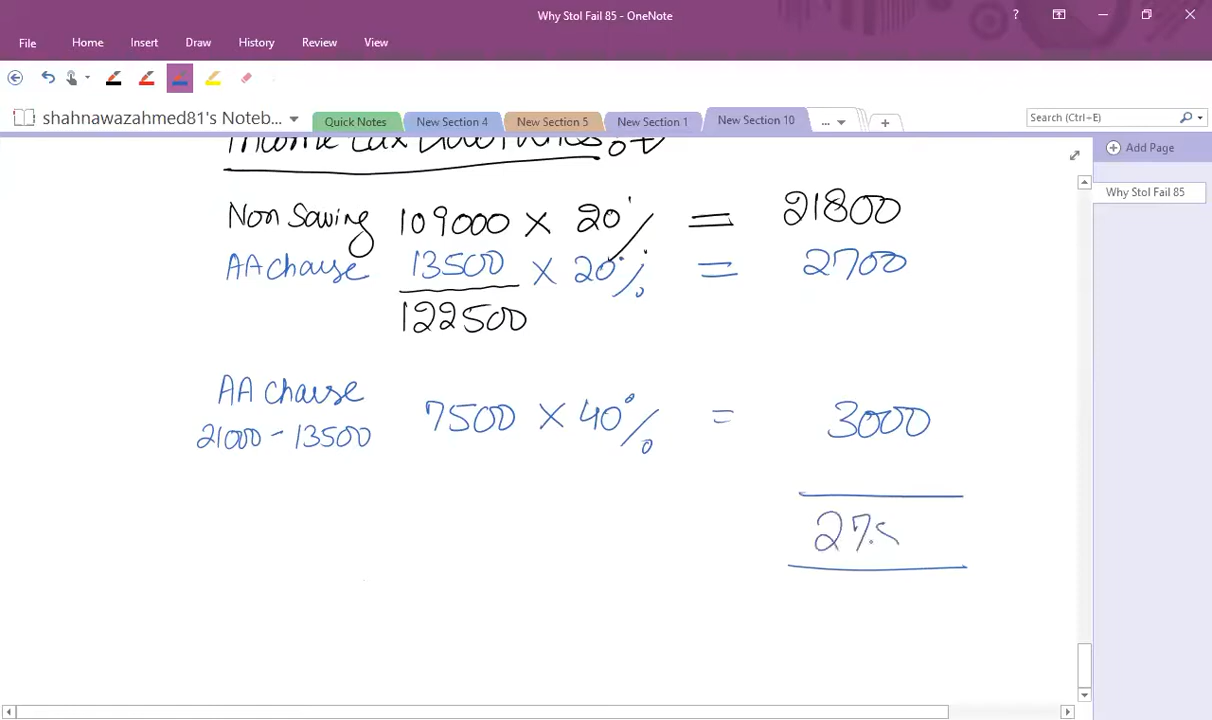 Why Stol Fail 85 - OneNote
?
File Home Insert Draw History Review View
shahnawazahmed81's Noteb... Quick Notes New Section 4 New Section 5 New Section 1 New Section 10 ... Search (Ctrl+E)
Add Page
Why Stol Fail 85
Income tax
Non Saving 109000 × 20% = 21800
AA Charge 13500 × 20% = 2700
122500
AA Charge 7500 × 40% = 3000
21000 - 13500